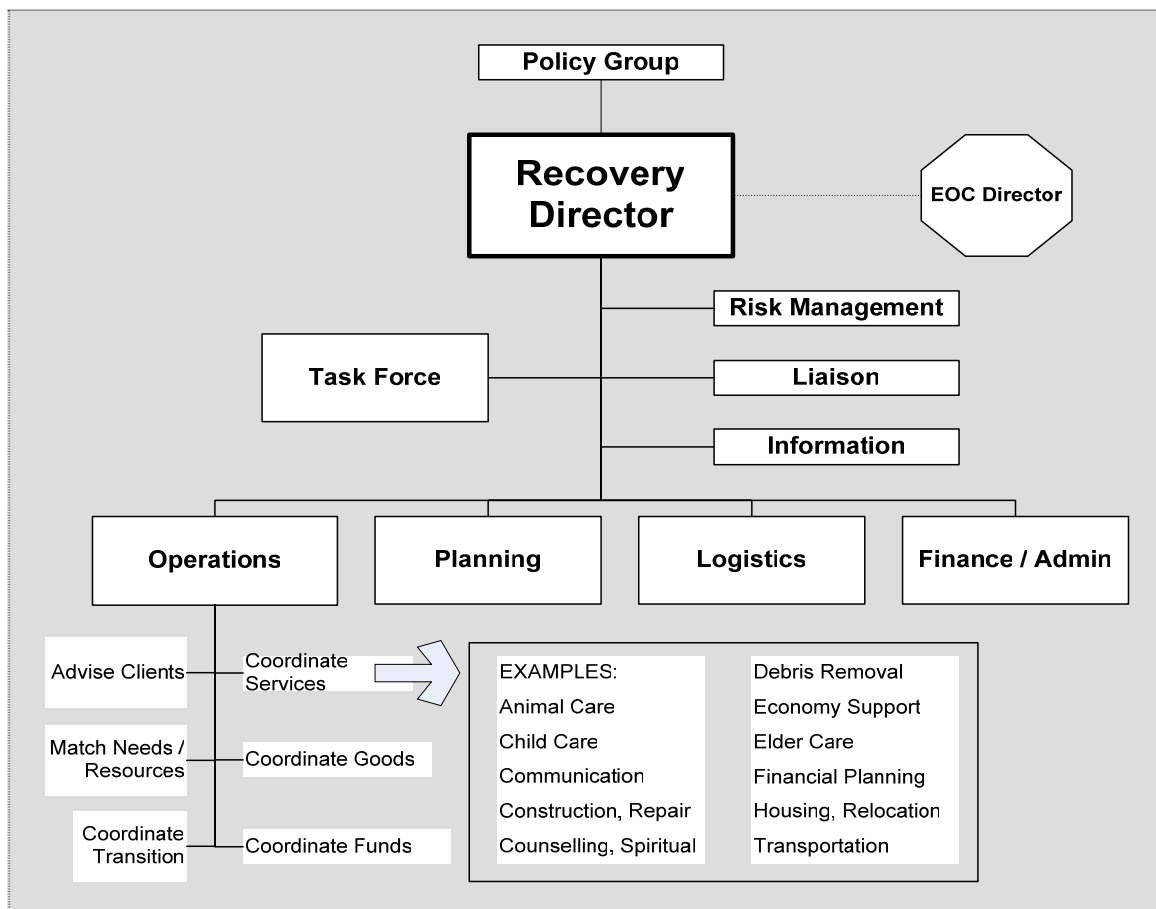 Policy Group
Recovery
Director
EOC Director
Risk Management
Task Force
Liaison
Information
Operations
Planning
Logistics
Finance / Admin
Advise Clients
Coordinate
Services
Match Needs /
Resources
Coordinate Goods
Coordinate
Transition
Coordinate Funds
EXAMPLES:
Animal Care
Child Care
Communication
Construction, Repair
Counselling, Spiritual
Debris Removal
Economy Support
Elder Care
Financial Planning
Housing, Relocation
Transportation